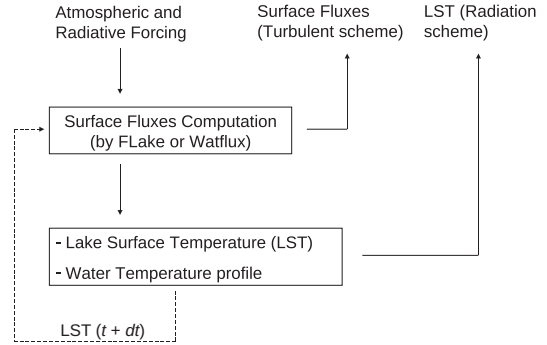 Atmospheric and
Radiative Forcing
Surface Fluxes
(Turbulent scheme)
LST (Radiation
scheme)
Surface Fluxes Computation
(by FLake or Watflux)
- Lake Surface Temperature (LST)
- Water Temperature profile
LST (t + dt)